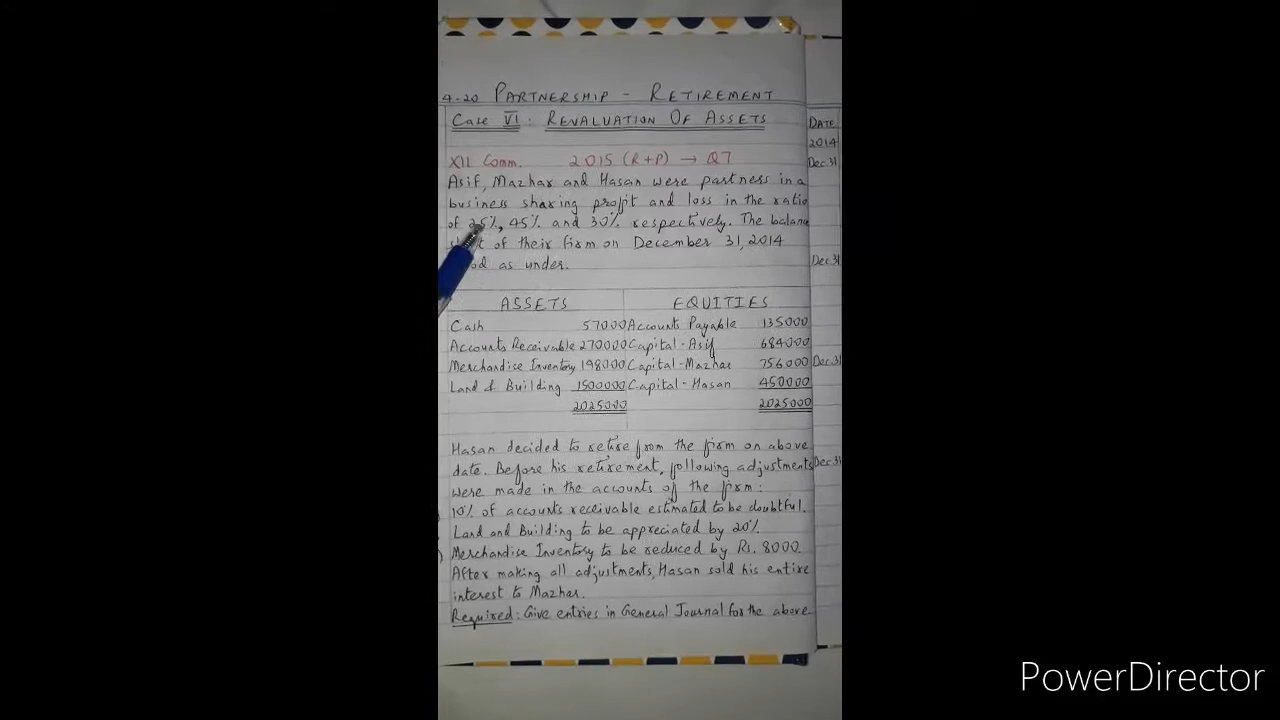 4-20 PARTNERSHIP - RETIREMENT
CASE VI: REVALUATION OF ASSETS
XII Comm. 2015 (R+P) → Q7
Asif, Mazhar and Hasan were partness in a
business sharing profit and loss in the ratio
of 25%, 45% and 30% respectively. The balan
of their firm on December 31, 2014
as under.
ASSETS EQUITIES
Cash 57000 Accounts Payable 135000
Accounts Receivable 270000 Capital-Asif 684000
Merchandise Inventory 198000 Capital-Mazhar 756000
Land & Building 1500000 Capital-Hasan 450000
2025000 2025000
Hasan decided to retire from the firm on above
date. Before his retirement, following adjustments
were made in the accounts of the firm:
10% of accounts receivable estimated to be doubtful.
Land and Building to be appreciated by 20%.
Merchandise Inventory to be reduced by Rs. 8000.
After making all adjustments, Hasan sold his entire
interest to Mazhar.
Required: Give entries in General Journal for the above
DATE
2014
Dec.31
Dec.31
Dec.31
Dec.31
PowerDirector